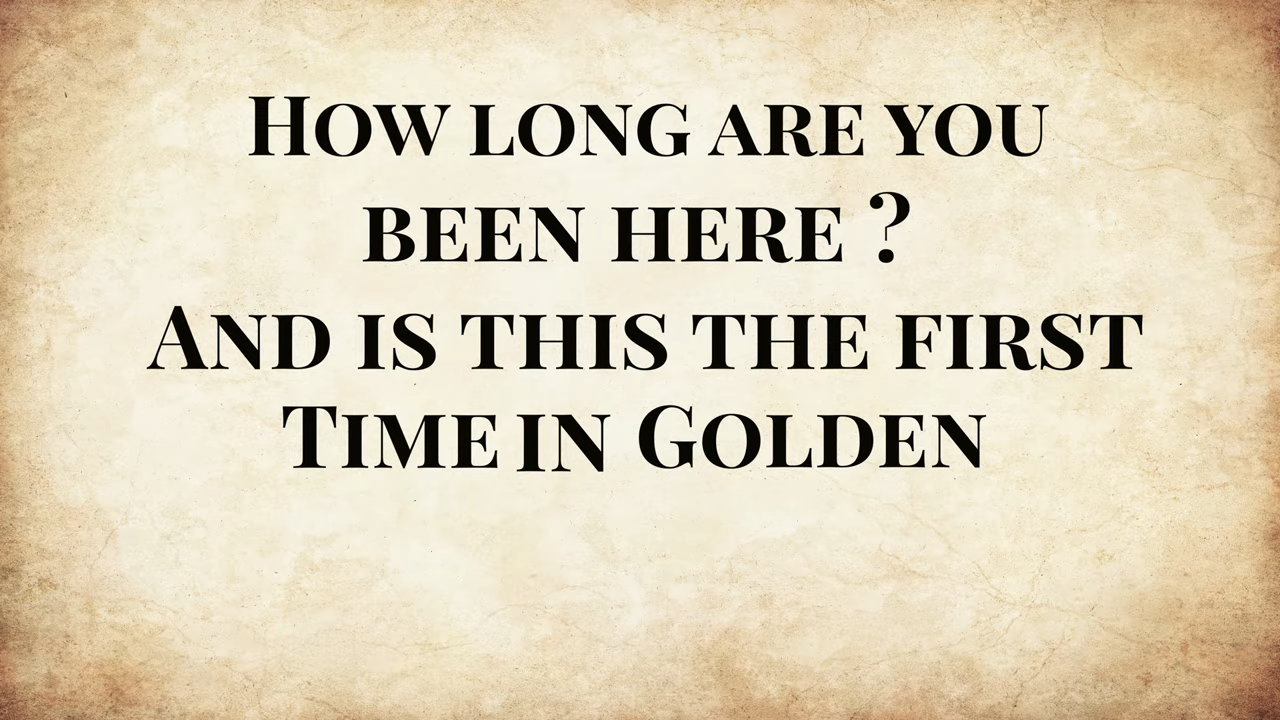 How long are you
been here ?
And is this the first
Time in Golden